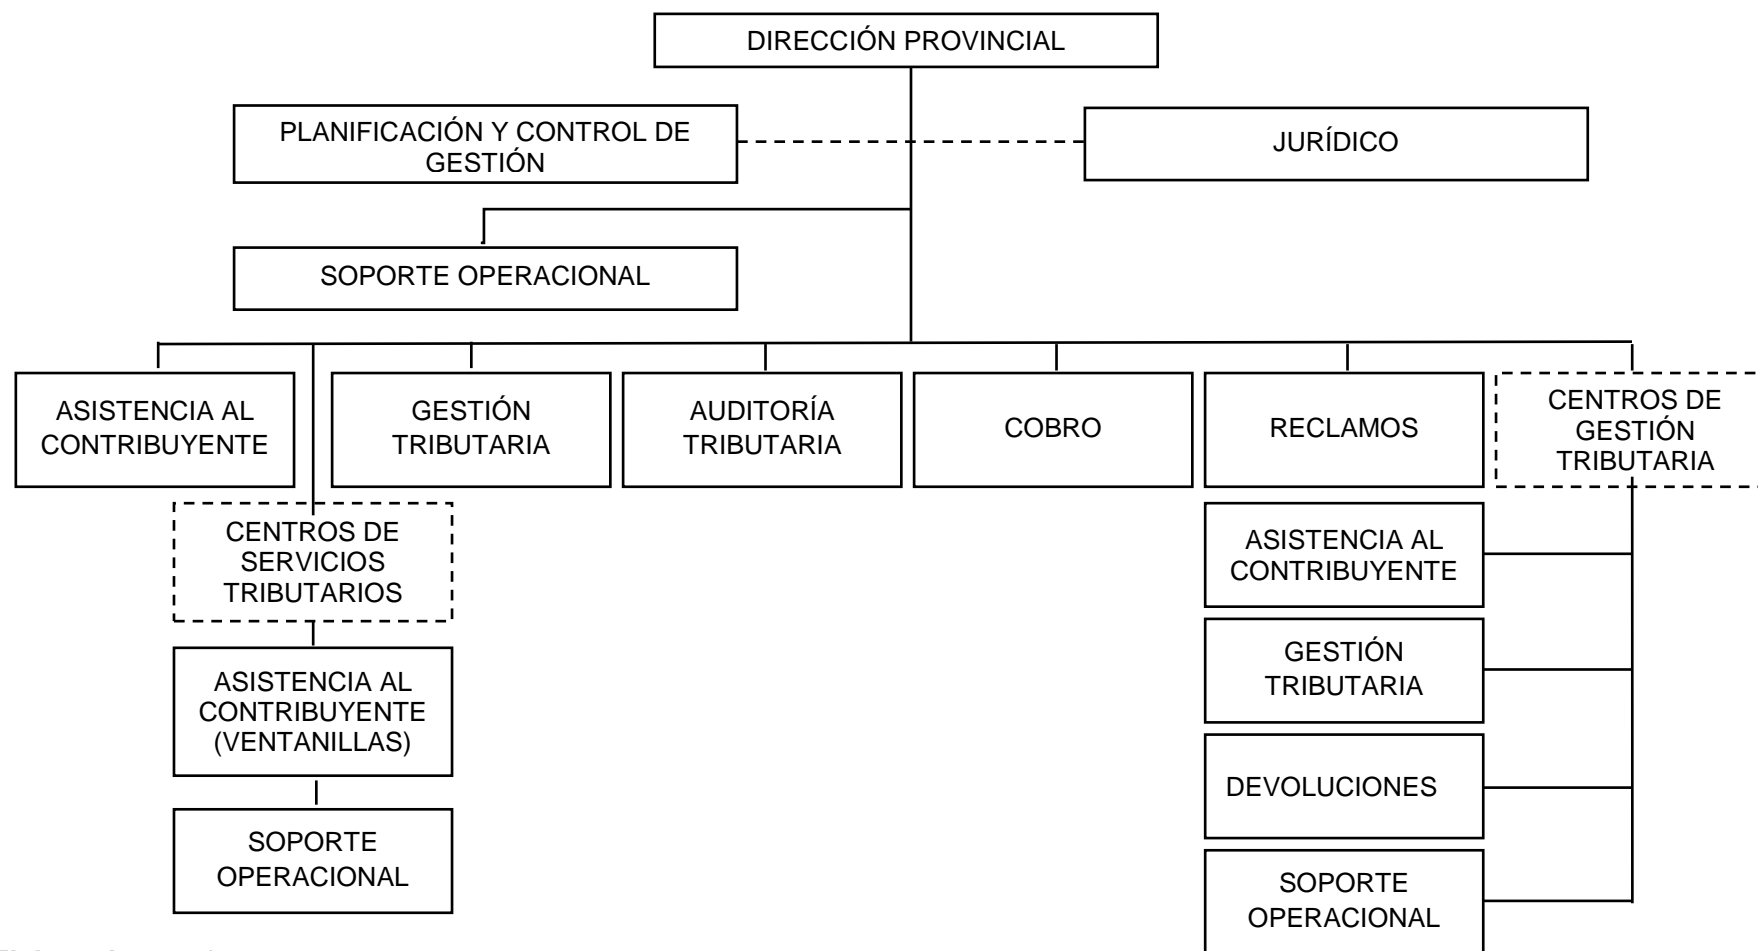 DIRECCIÓN PROVINCIAL
PLANIFICACIÓN Y CONTROL DE
GESTIÓN
JURÍDICO
SOPORTE OPERACIONAL
ASISTENCIA AL
CONTRIBUYENTE
GESTIÓN
TRIBUTARIA
AUDITORÍA
TRIBUTARIA
COBRO
RECLAMOS
CENTROS DE
GESTIÓN
TRIBUTARIA
CENTROS DE
SERVICIOS
TRIBUTARIOS
ASISTENCIA AL
CONTRIBUYENTE
(VENTANILLAS)
SOPORTE
OPERACIONAL
ASISTENCIA AL
CONTRIBUYENTE
GESTIÓN
TRIBUTARIA
DEVOLUCIONES
SOPORTE
OPERACIONAL